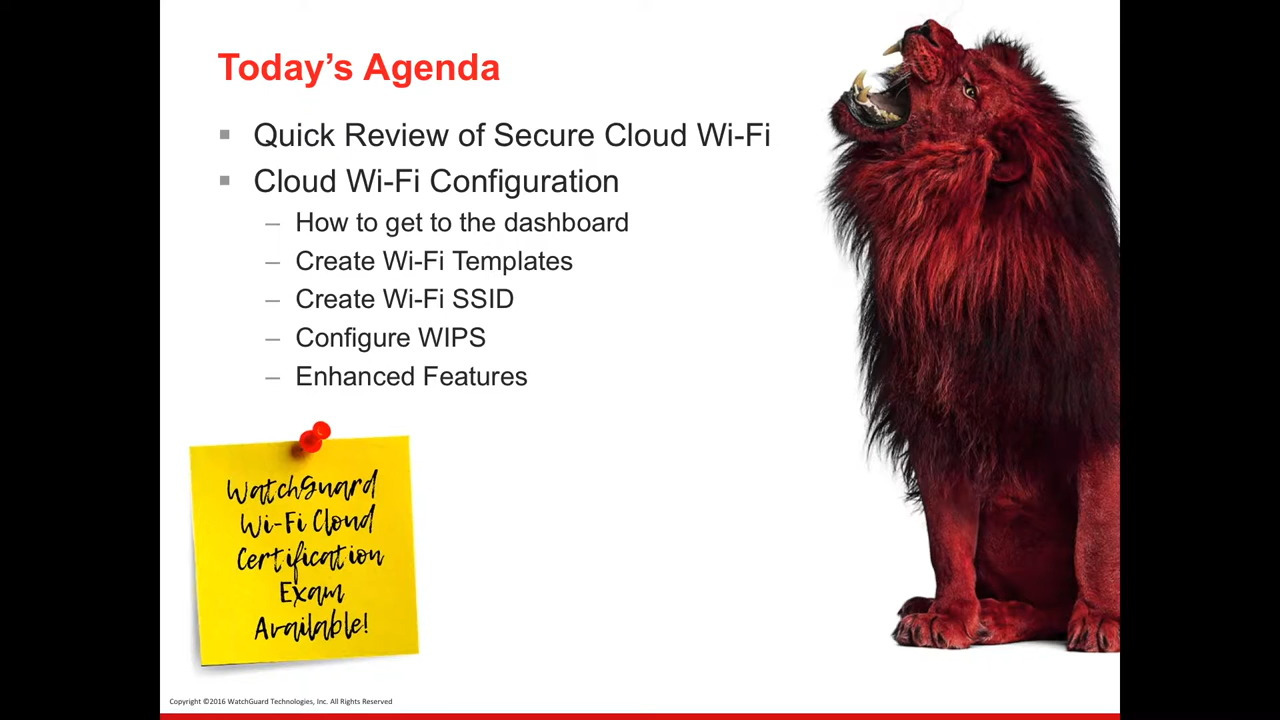 Today’s Agenda
▪ Quick Review of Secure Cloud Wi-Fi
▪ Cloud Wi-Fi Configuration
– How to get to the dashboard
– Create Wi-Fi Templates
– Create Wi-Fi SSID
– Configure WIPS
– Enhanced Features
WatchGuard
Wi-Fi Cloud
Certification
Exam
Available!
Copyright ©2016 WatchGuard Technologies, Inc. All Rights Reserved